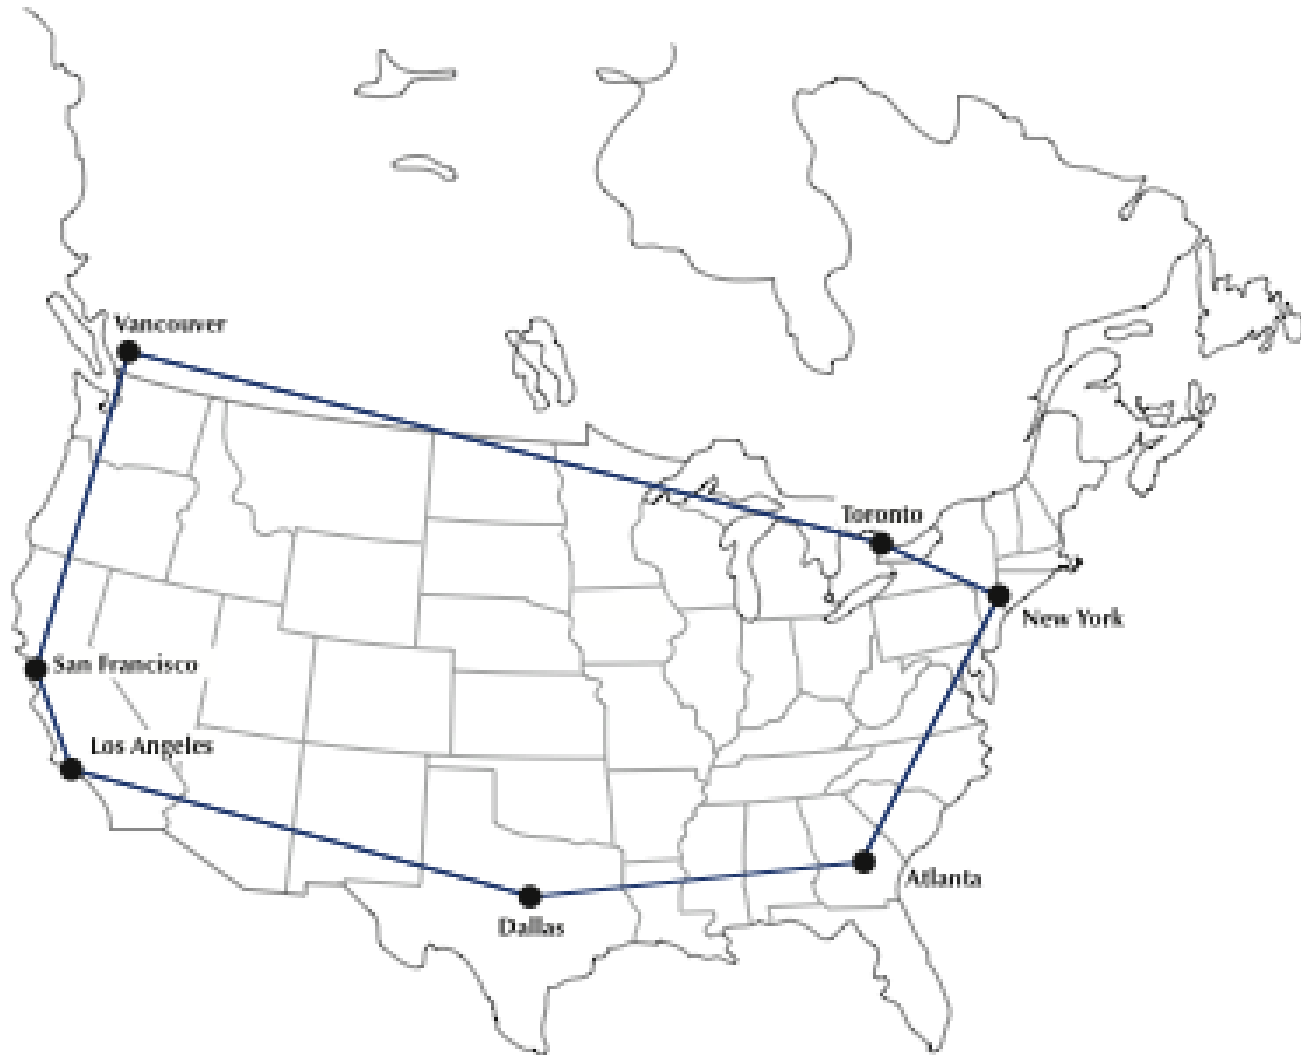 Vancouver
Toronto
New York
San Francisco
Los Angeles
Atlanta
Dallas